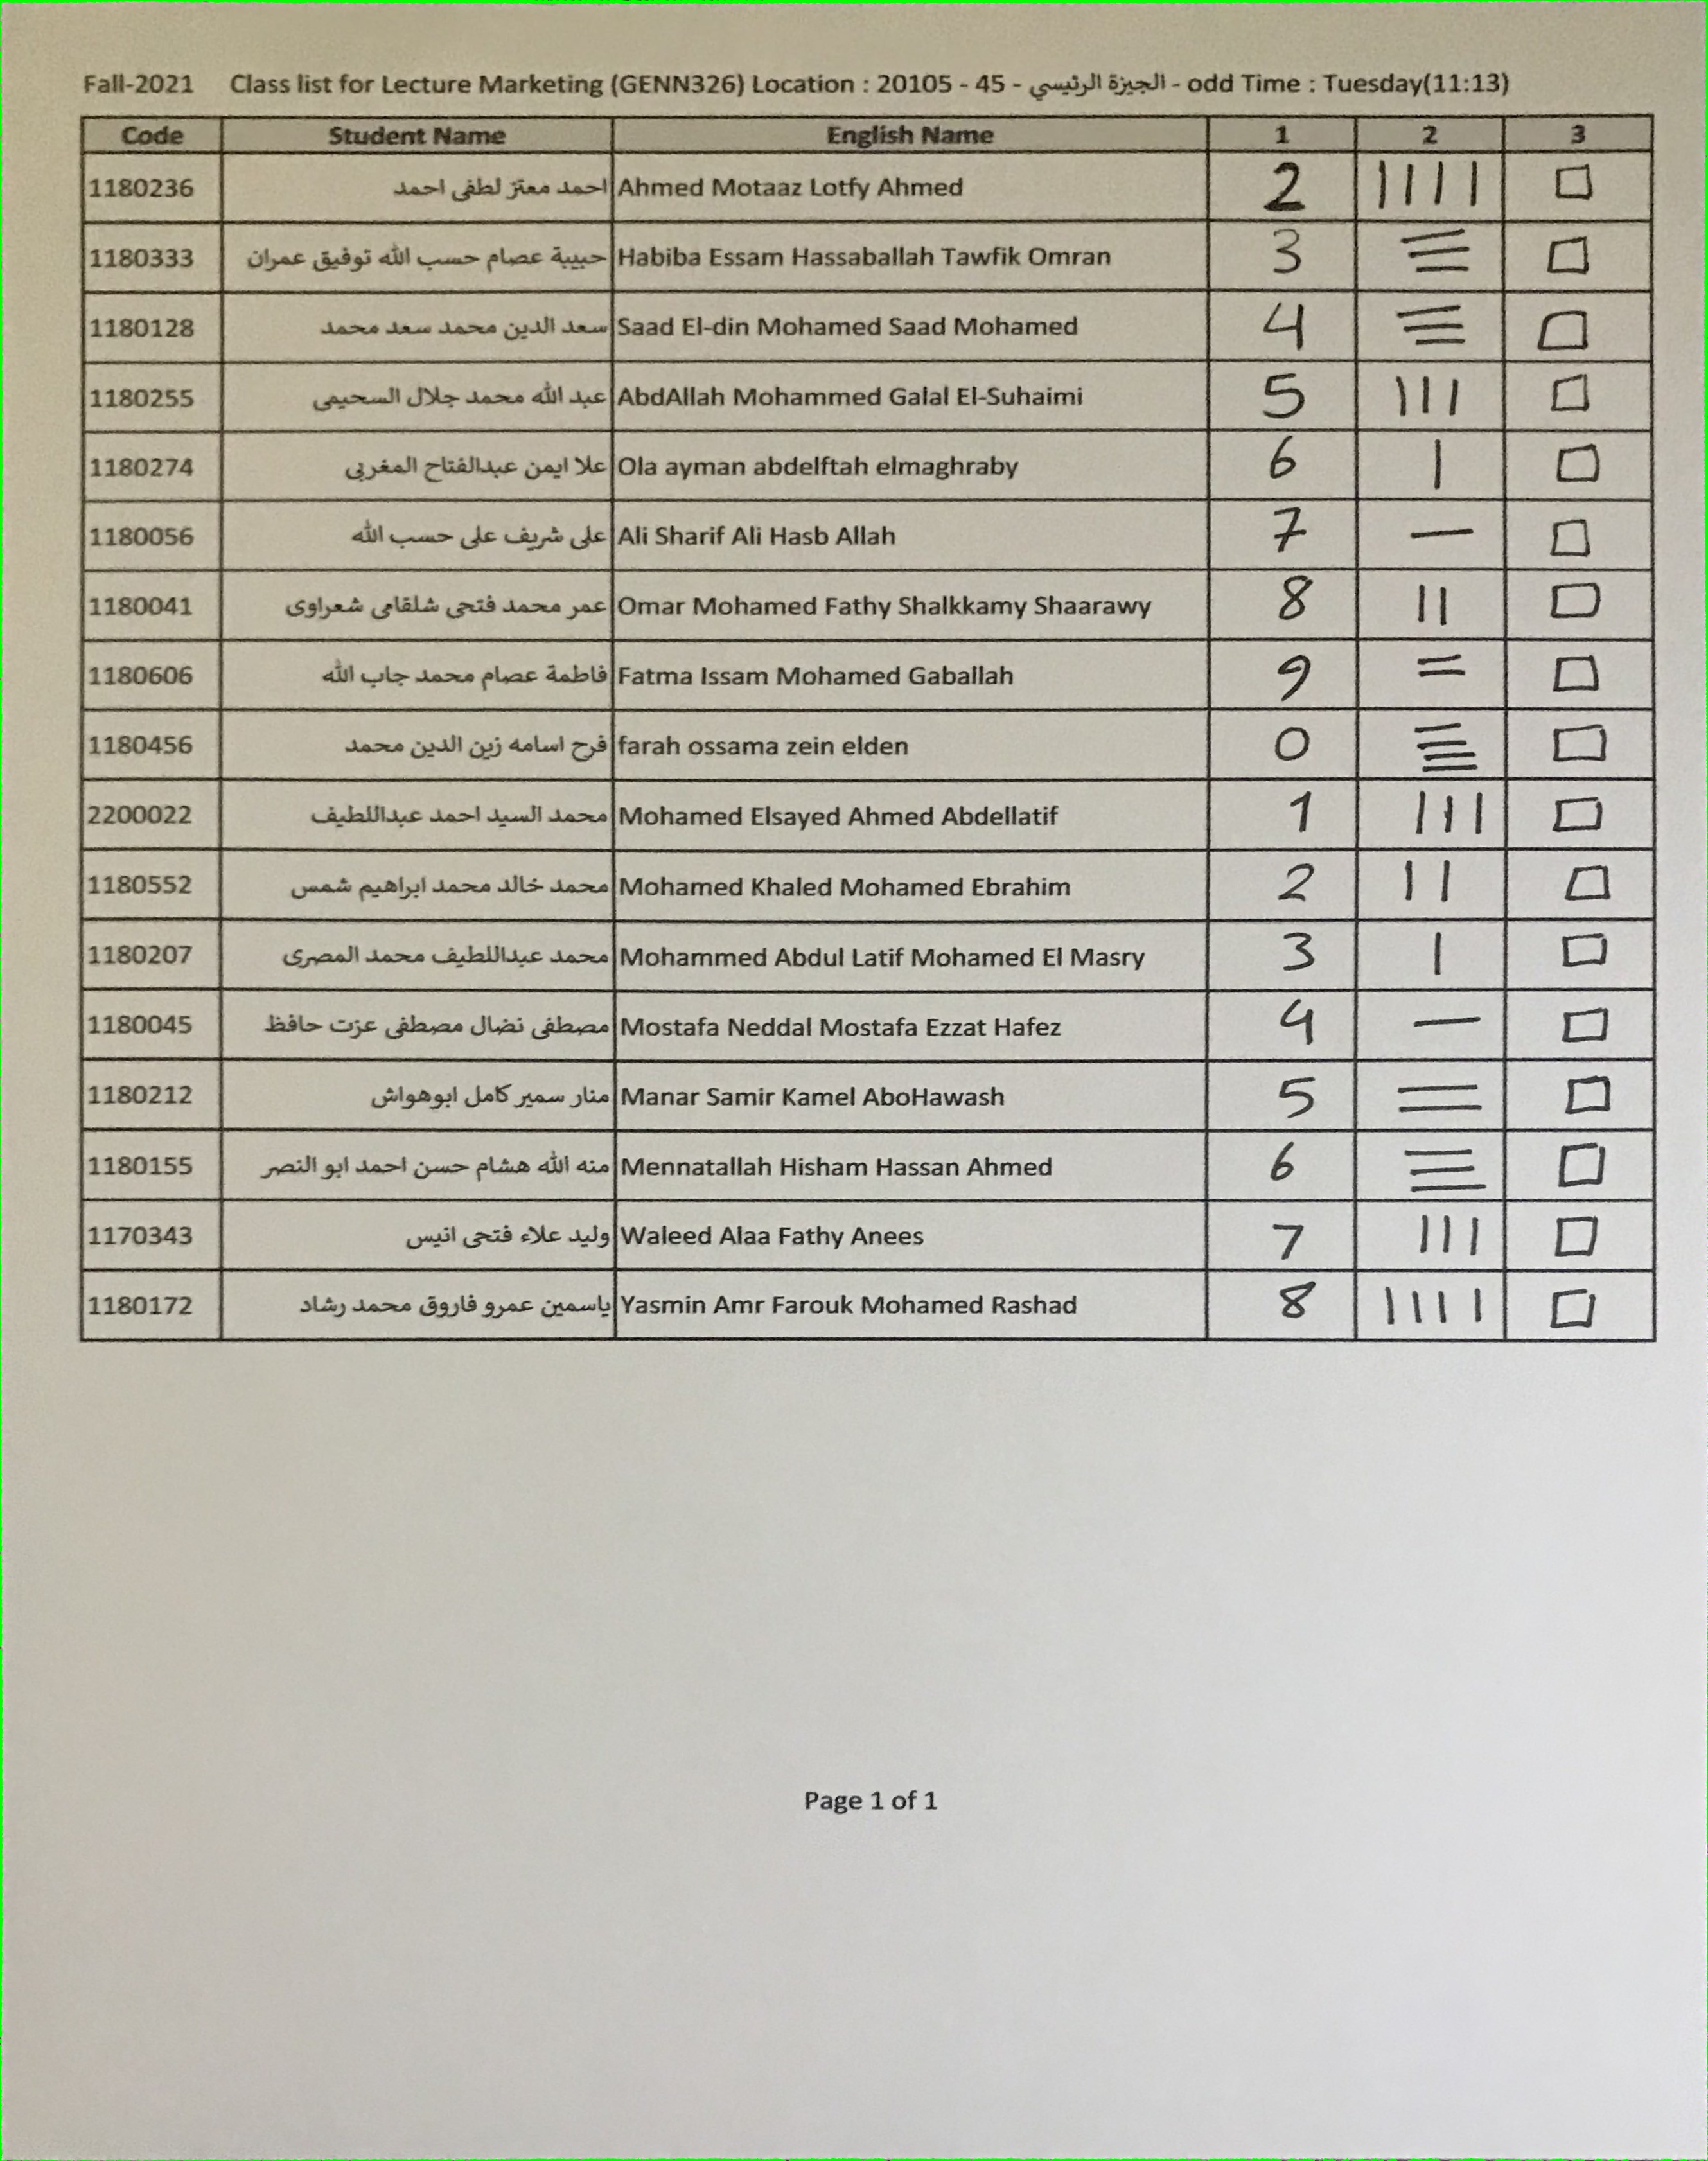 Fall-2021 Class list for Lecture Marketing (GENN326) Location : 20105 - 45 - الجيزة الرئيسي - odd Time : Tuesday(11:13)
Code Student Name English Name 1 2 3
1180236 احمد معتز لطفى احمد Ahmed Motaaz Lotfy Ahmed 2 |||| □
1180333 حبيبة عصام حسب الله توفيق عمران Habiba Essam Hassaballah Tawfik Omran 3 ☰ □
1180128 سعد الدين محمد سعد محمد Saad El-din Mohamed Saad Mohamed 4 ☰ □
1180255 عبد الله محمد جلال السحيمى AbdAllah Mohammed Galal El-Suhaimi 5 ||| □
1180274 علا ايمن عبدالفتاح المغربى Ola ayman abdelftah elmaghraby 6 | □
1180056 على شريف على حسب الله Ali Sharif Ali Hasb Allah 7 — □
1180041 عمر محمد فتحى شلقامى شعراوى Omar Mohamed Fathy Shalkkamy Shaarawy 8 || □
1180606 فاطمة عصام محمد جاب الله Fatma Issam Mohamed Gaballah 9 = □
1180456 فرح اسامه زين الدين محمد farah ossama zein elden 0 ≣ □
2200022 محمد السيد احمد عبداللطيف Mohamed Elsayed Ahmed Abdellatif 1 ||| □
1180552 محمد خالد محمد ابراهيم شمس Mohamed Khaled Mohamed Ebrahim 2 || □
1180207 محمد عبداللطيف محمد المصرى Mohammed Abdul Latif Mohamed El Masry 3 | □
1180045 مصطفى نضال مصطفى عزت حافظ Mostafa Neddal Mostafa Ezzat Hafez 4 — □
1180212 منار سمير كامل ابوهواش Manar Samir Kamel AboHawash 5 = □
1180155 منه الله هشام حسن احمد ابو النصر Mennatallah Hisham Hassan Ahmed 6 ☰ □
1170343 وليد علاء فتحى انيس Waleed Alaa Fathy Anees 7 ||| □
1180172 ياسمين عمرو فاروق محمد رشاد Yasmin Amr Farouk Mohamed Rashad 8 |||| □
Page 1 of 1